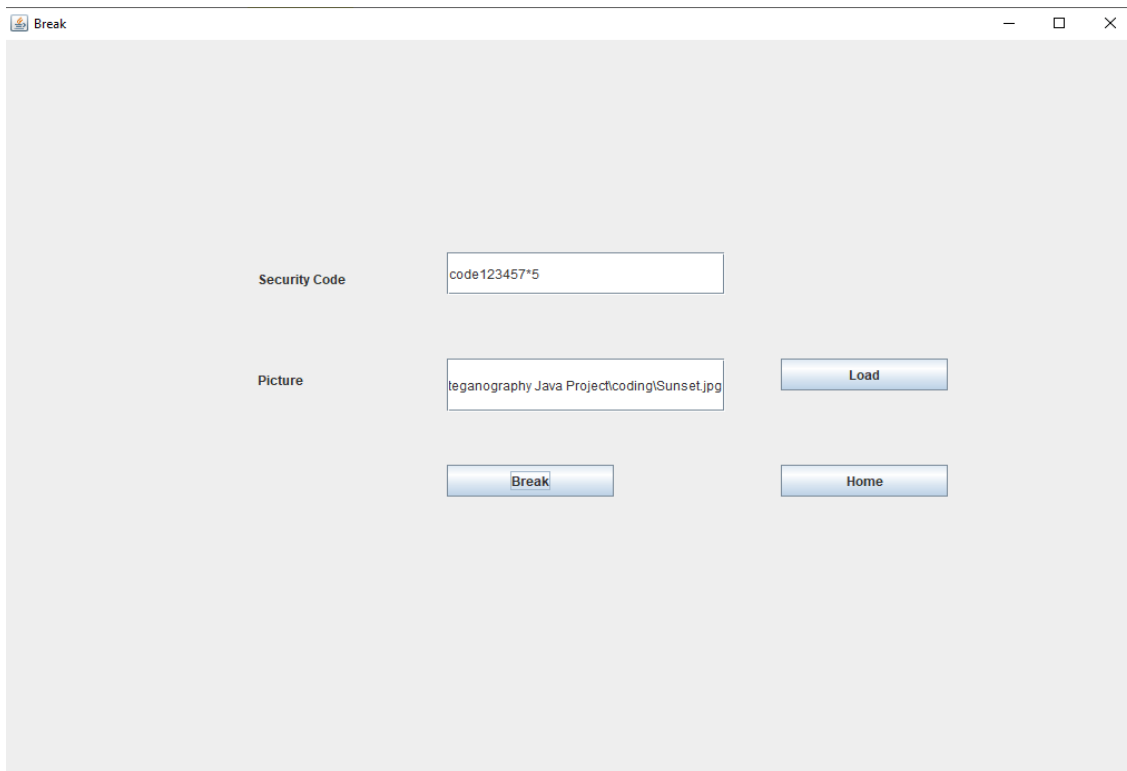 Break
Security Code
code123457*5
Picture
teganography Java Project\coding\Sunset.jpg
Load
Break
Home